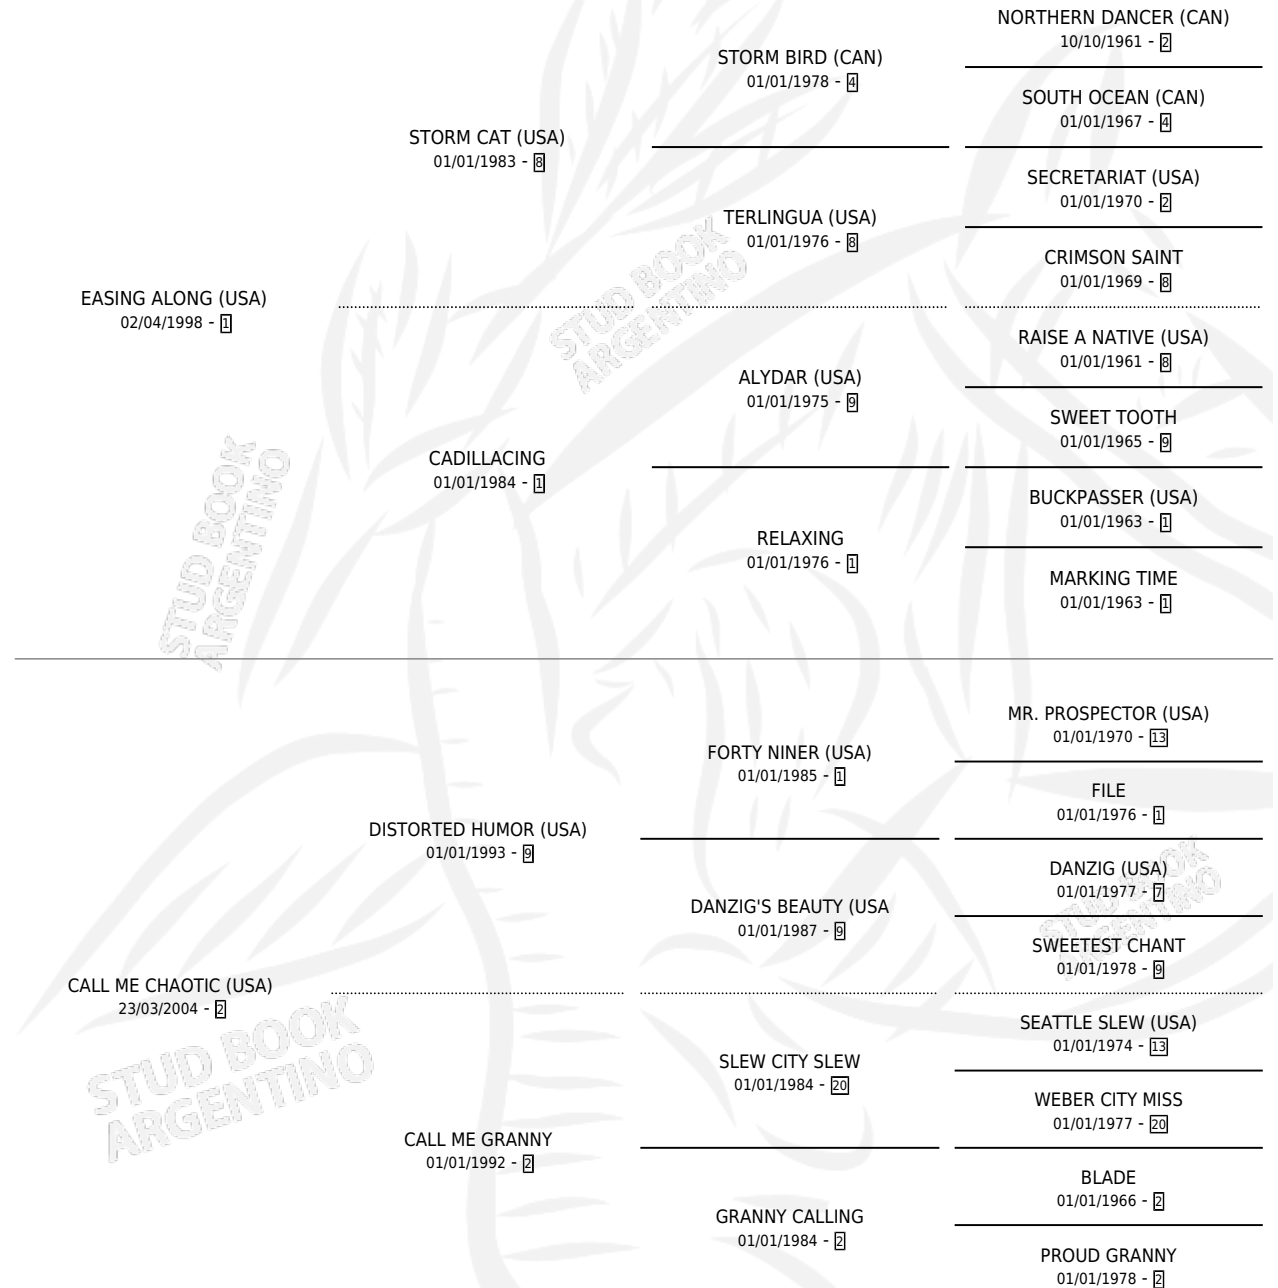 NORTHERN DANCER (CAN)
10/10/1961 - 2
STORM BIRD (CAN)
01/01/1978 - 4
SOUTH OCEAN (CAN)
01/01/1967 - 4
STORM CAT (USA)
01/01/1983 - 8
SECRETARIAT (USA)
01/01/1970 - 2
TERLINGUA (USA)
01/01/1976 - 8
CRIMSON SAINT
01/01/1969 - 8
EASING ALONG (USA)
02/04/1998 - 1
RAISE A NATIVE (USA)
01/01/1961 - 8
ALYDAR (USA)
01/01/1975 - 9
SWEET TOOTH
01/01/1965 - 9
CADILLACING
01/01/1984 - 1
BUCKPASSER (USA)
01/01/1963 - 1
RELAXING
01/01/1976 - 1
MARKING TIME
01/01/1963 - 1
STUD BOOK
ARGENTINO
STUD BOOK
ARGENTINO
MR. PROSPECTOR (USA)
01/01/1970 - 13
FORTY NINER (USA)
01/01/1985 - 1
FILE
01/01/1976 - 1
DISTORTED HUMOR (USA)
01/01/1993 - 9
DANZIG (USA)
01/01/1977 - 7
DANZIG'S BEAUTY (USA
01/01/1987 - 9
SWEETEST CHANT
01/01/1978 - 9
CALL ME CHAOTIC (USA)
23/03/2004 - 2
SEATTLE SLEW (USA)
01/01/1974 - 13
SLEW CITY SLEW
01/01/1984 - 20
WEBER CITY MISS
01/01/1977 - 20
CALL ME GRANNY
01/01/1992 - 2
BLADE
01/01/1966 - 2
GRANNY CALLING
01/01/1984 - 2
PROUD GRANNY
01/01/1978 - 2
STUD BOOK
ARGENTINO
STUD BOOK
ARGENTINO